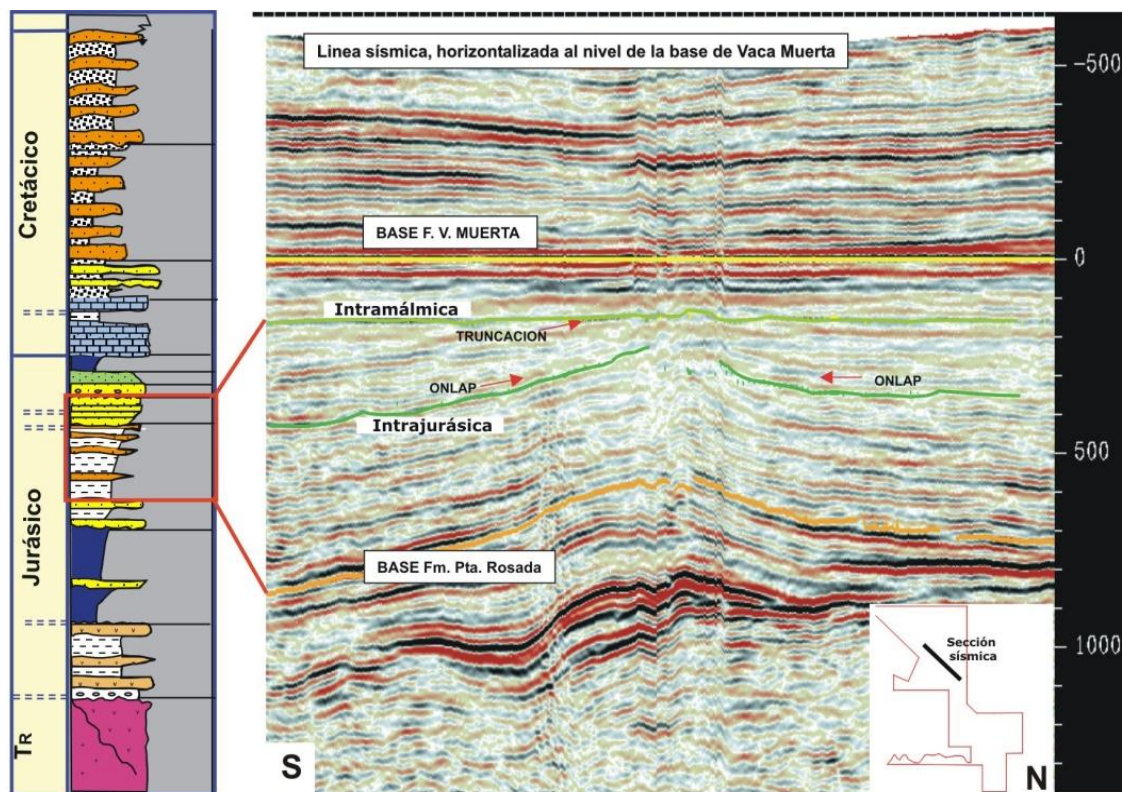 Cretácico
Jurásico
TR
Linea sísmica, horizontalizada al nivel de la base de Vaca Muerta
BASE F. V. MUERTA
Intramálmica
TRUNCACION
ONLAP
ONLAP
Intrajurásica
BASE Fm. Pta. Rosada
S
N
Sección
sísmica
-500
0
500
1000